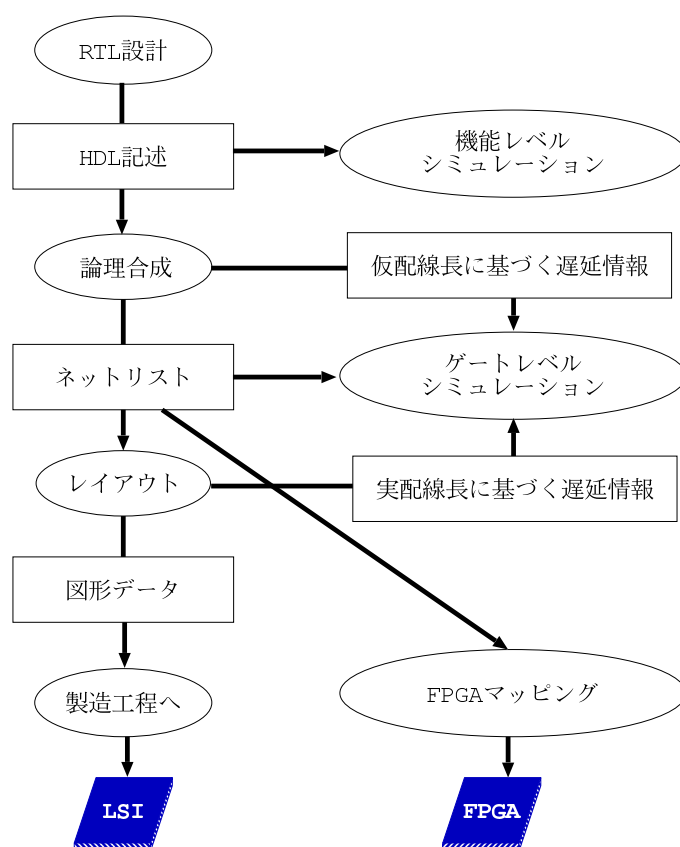 RTL設計
HDL記述
機能レベル
シミュレーション
論理合成
仮配線長に基づく遅延情報
ネットリスト
ゲートレベル
シミュレーション
レイアウト
実配線長に基づく遅延情報
図形データ
製造工程へ
FPGAマッピング
LSI
FPGA